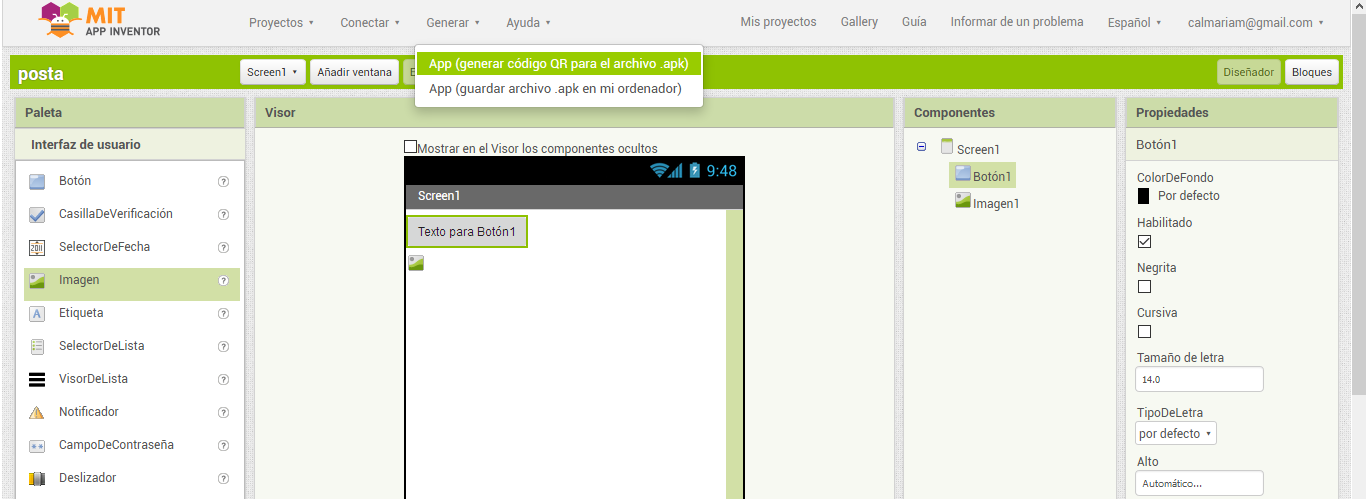 MIT
APP INVENTOR
Proyectos Conectar Generar Ayuda Mis proyectos Gallery Guía Informar de un problema Español calmariam@gmail.com
App (generar código QR para el archivo .apk)
App (guardar archivo .apk en mi ordenador)
posta Screen1 Añadir ventana Diseñador Bloques
Paleta
Interfaz de usuario
Botón
CasillaDeVerificación
SelectorDeFecha
Imagen
Etiqueta
SelectorDeLista
VisorDeLista
Notificador
CampoDeContraseña
Deslizador
Visor
Mostrar en el Visor los componentes ocultos
9:48
Screen1
Texto para Botón1
Componentes
Screen1
Botón1
Imagen1
Propiedades
Botón1
ColorDeFondo
Por defecto
Habilitado
Negrita
Cursiva
Tamaño de letra
14.0
TipoDeLetra
por defecto
Alto
Automático...